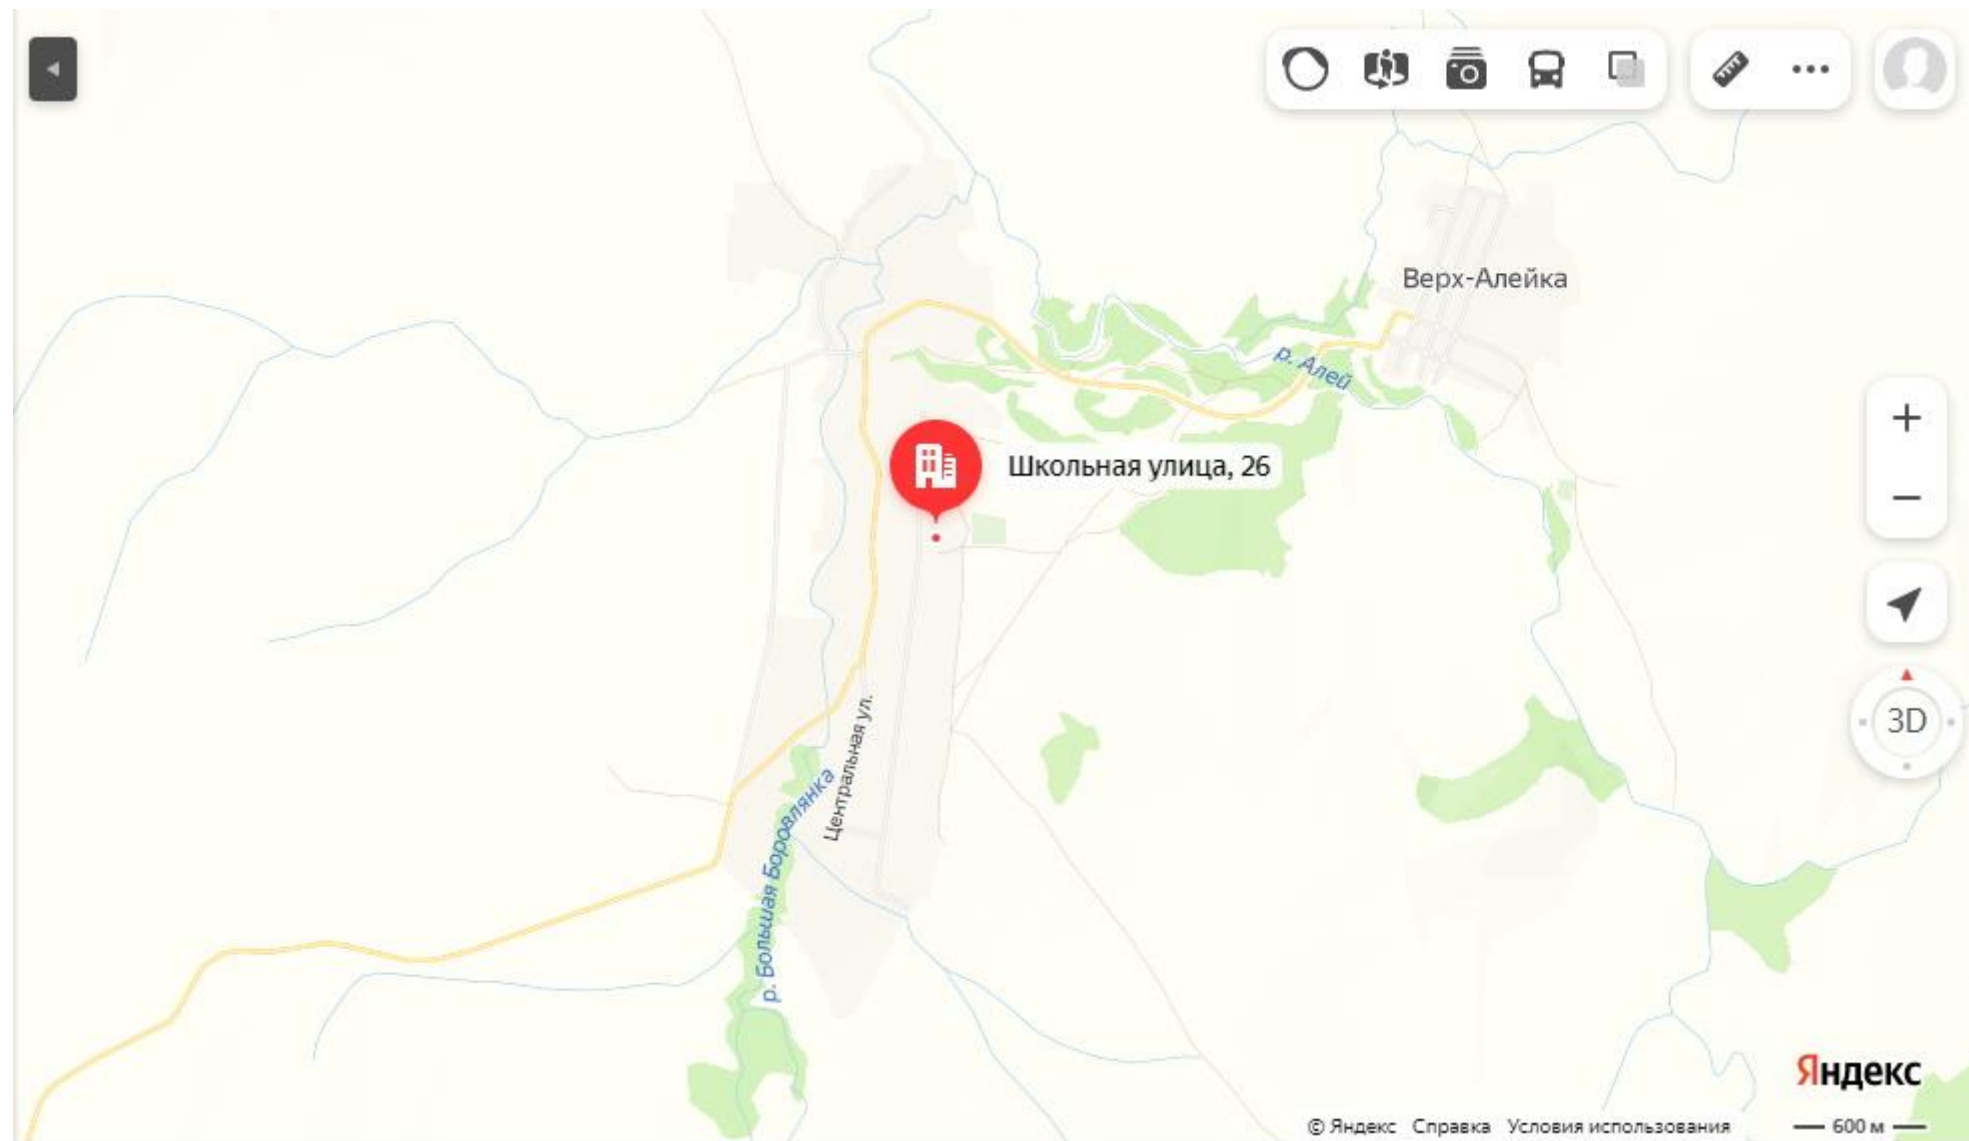 Верх-Алейка
р. Алей
Школьная улица, 26
Центральная ул.
р. Большая Боровлянка
3D
Яндекс
© Яндекс Справка Условия использования 600 м